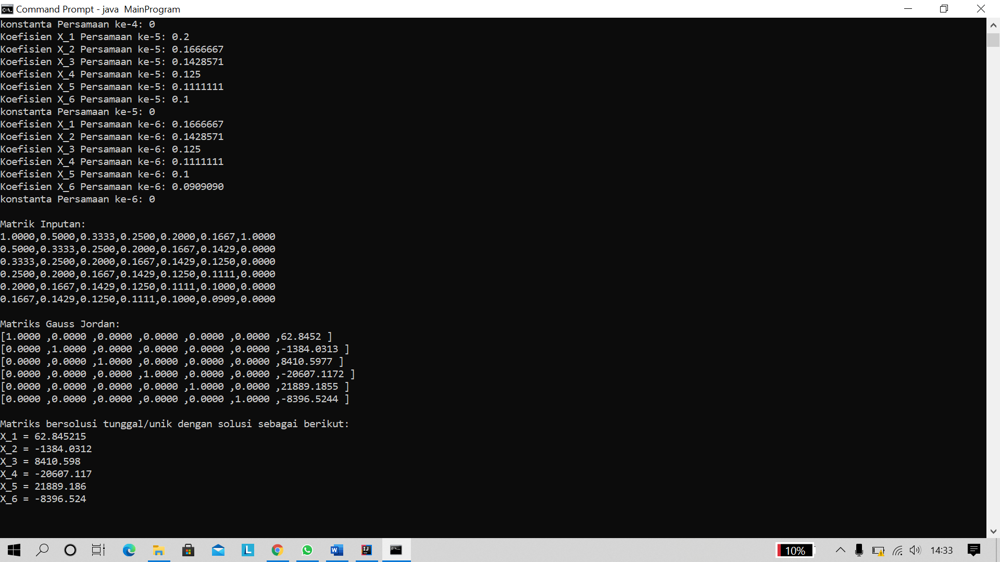 Command Prompt - java  MainProgram
konstanta Persamaan ke-4: 0
Koefisien X_1 Persamaan ke-5: 0.2
Koefisien X_2 Persamaan ke-5: 0.1666667
Koefisien X_3 Persamaan ke-5: 0.1428571
Koefisien X_4 Persamaan ke-5: 0.125
Koefisien X_5 Persamaan ke-5: 0.1111111
Koefisien X_6 Persamaan ke-5: 0.1
konstanta Persamaan ke-5: 0
Koefisien X_1 Persamaan ke-6: 0.1666667
Koefisien X_2 Persamaan ke-6: 0.1428571
Koefisien X_3 Persamaan ke-6: 0.125
Koefisien X_4 Persamaan ke-6: 0.1111111
Koefisien X_5 Persamaan ke-6: 0.1
Koefisien X_6 Persamaan ke-6: 0.0909090
konstanta Persamaan ke-6: 0
Matrik Inputan:
1.0000,0.5000,0.3333,0.2500,0.2000,0.1667,1.0000
0.5000,0.3333,0.2500,0.2000,0.1667,0.1429,0.0000
0.3333,0.2500,0.2000,0.1667,0.1429,0.1250,0.0000
0.2500,0.2000,0.1667,0.1429,0.1250,0.1111,0.0000
0.2000,0.1667,0.1429,0.1250,0.1111,0.1000,0.0000
0.1667,0.1429,0.1250,0.1111,0.1000,0.0909,0.0000
Matriks Gauss Jordan:
[1.0000 ,0.0000 ,0.0000 ,0.0000 ,0.0000 ,0.0000 ,62.8452 ]
[0.0000 ,1.0000 ,0.0000 ,0.0000 ,0.0000 ,0.0000 ,-1384.0313 ]
[0.0000 ,0.0000 ,1.0000 ,0.0000 ,0.0000 ,0.0000 ,8410.5977 ]
[0.0000 ,0.0000 ,0.0000 ,1.0000 ,0.0000 ,0.0000 ,-20607.1172 ]
[0.0000 ,0.0000 ,0.0000 ,0.0000 ,1.0000 ,0.0000 ,21889.1855 ]
[0.0000 ,0.0000 ,0.0000 ,0.0000 ,0.0000 ,1.0000 ,-8396.5244 ]
Matriks bersolusi tunggal/unik dengan solusi sebagai berikut:
X_1 = 62.845215
X_2 = -1384.0312
X_3 = 8410.598
X_4 = -20607.117
X_5 = 21889.186
X_6 = -8396.524
10%
14:33